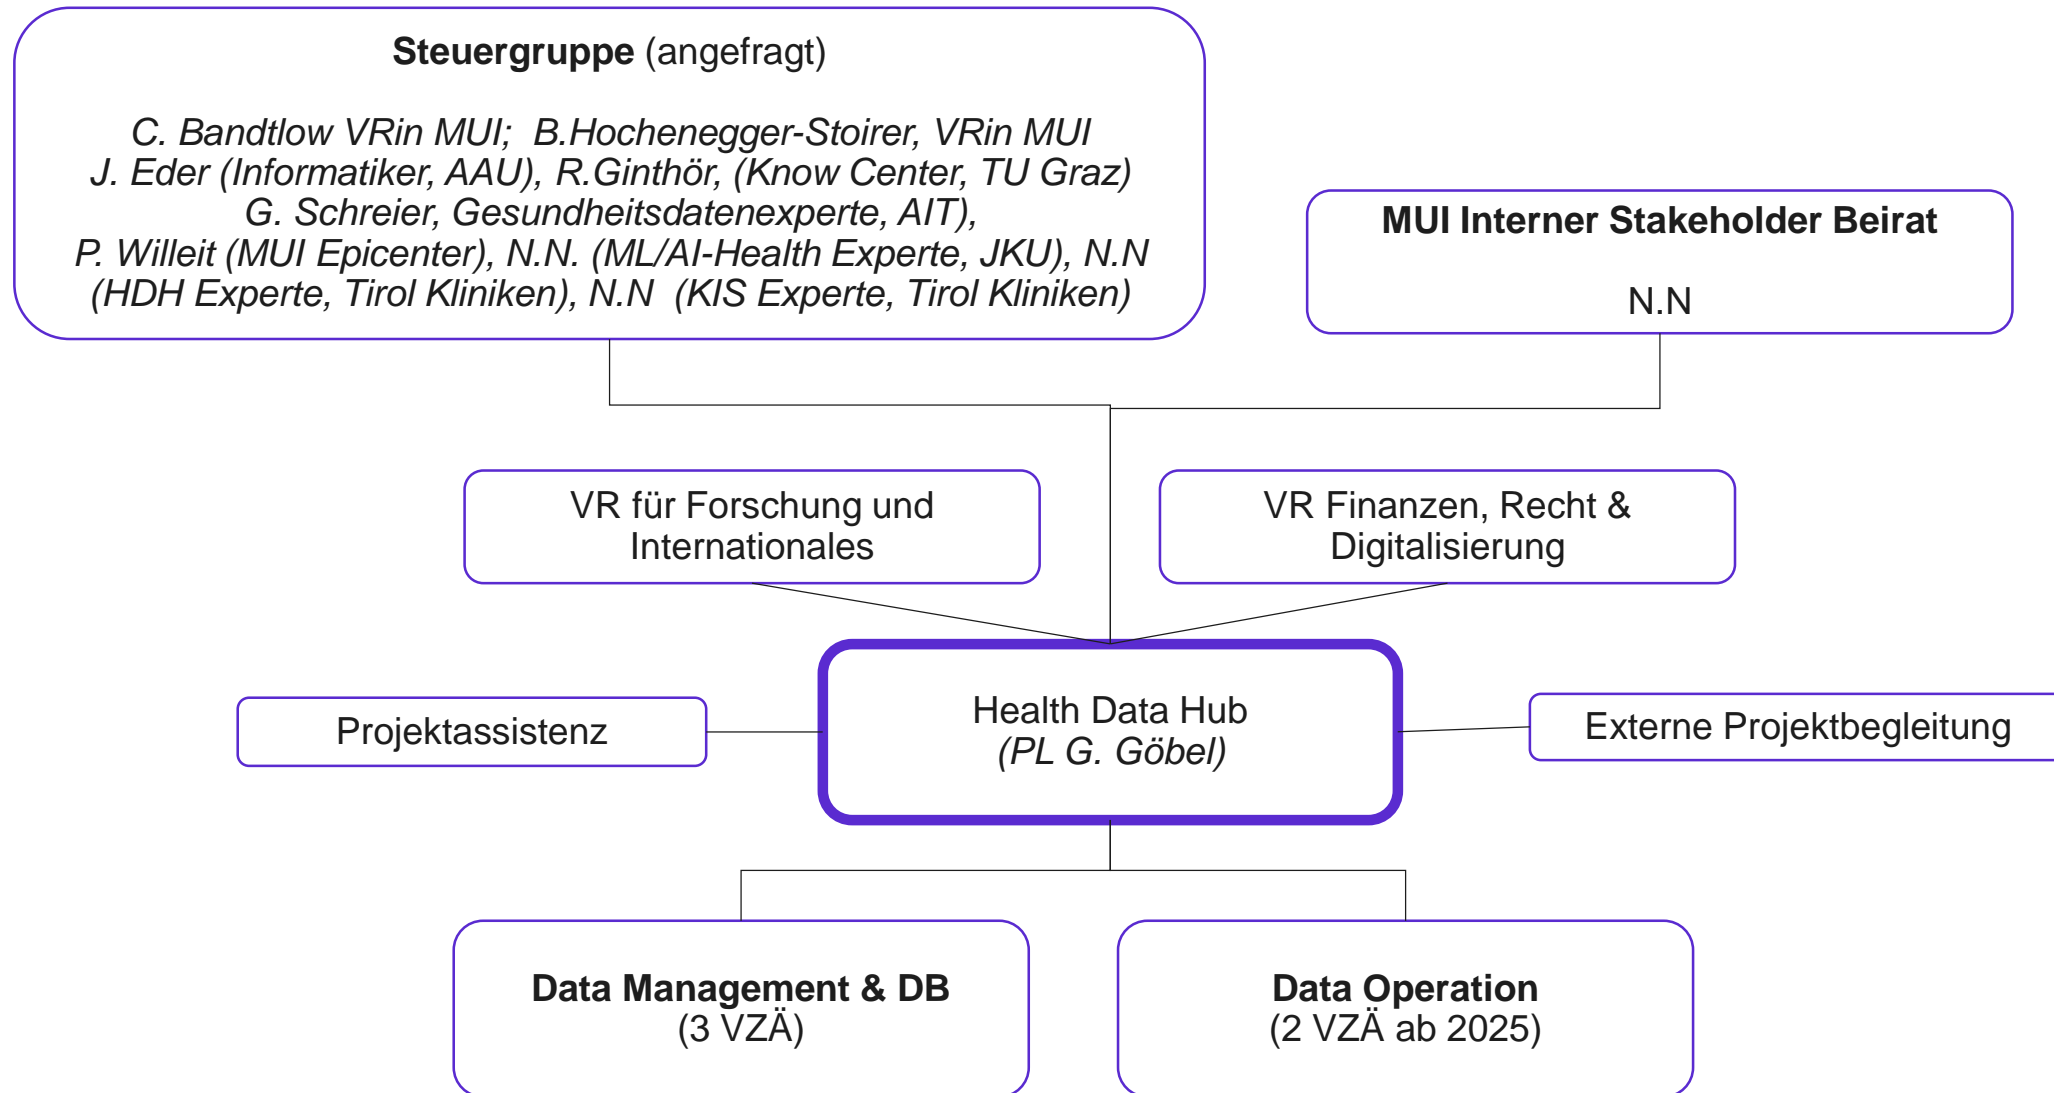 Steuergruppe (angefragt)
C. Bandtlow VRin MUI;  B.Hochenegger-Stoirer, VRin MUI
J. Eder (Informatiker, AAU), R.Ginthör, (Know Center, TU Graz)
G. Schreier, Gesundheitsdatenexperte, AIT),
P. Willeit (MUI Epicenter), N.N. (ML/AI-Health Experte, JKU), N.N
(HDH Experte, Tirol Kliniken), N.N  (KIS Experte, Tirol Kliniken)
MUI Interner Stakeholder Beirat
N.N
VR für Forschung und
Internationales
VR Finanzen, Recht &
Digitalisierung
Projektassistenz
Health Data Hub
(PL G. Göbel)
Externe Projektbegleitung
Data Management & DB
(3 VZÄ)
Data Operation
(2 VZÄ ab 2025)